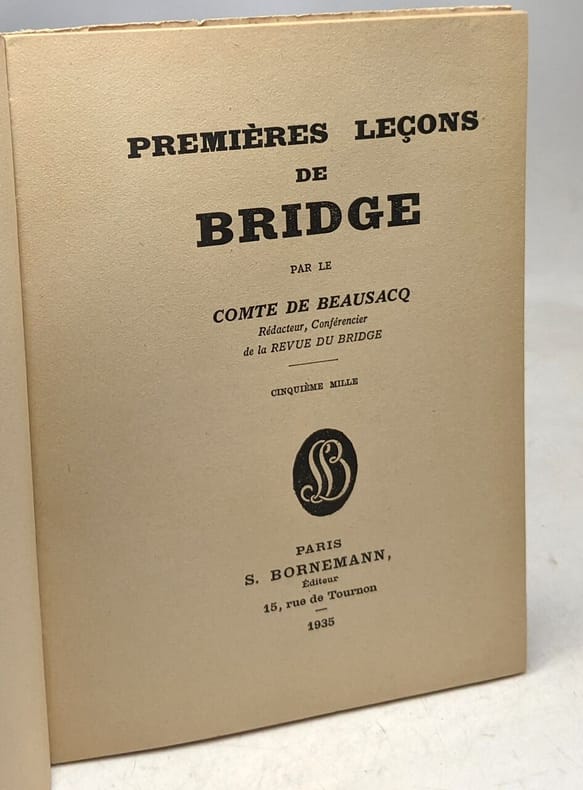 PREMIÈRES LEÇONS
DE
BRIDGE
PAR LE
COMTE DE BEAUSACQ
Rédacteur, Conférencier
de la REVUE DU BRIDGE
CINQUIÈME MILLE
SB
PARIS
S. BORNEMANN,
Éditeur
15, rue de Tournon
1935